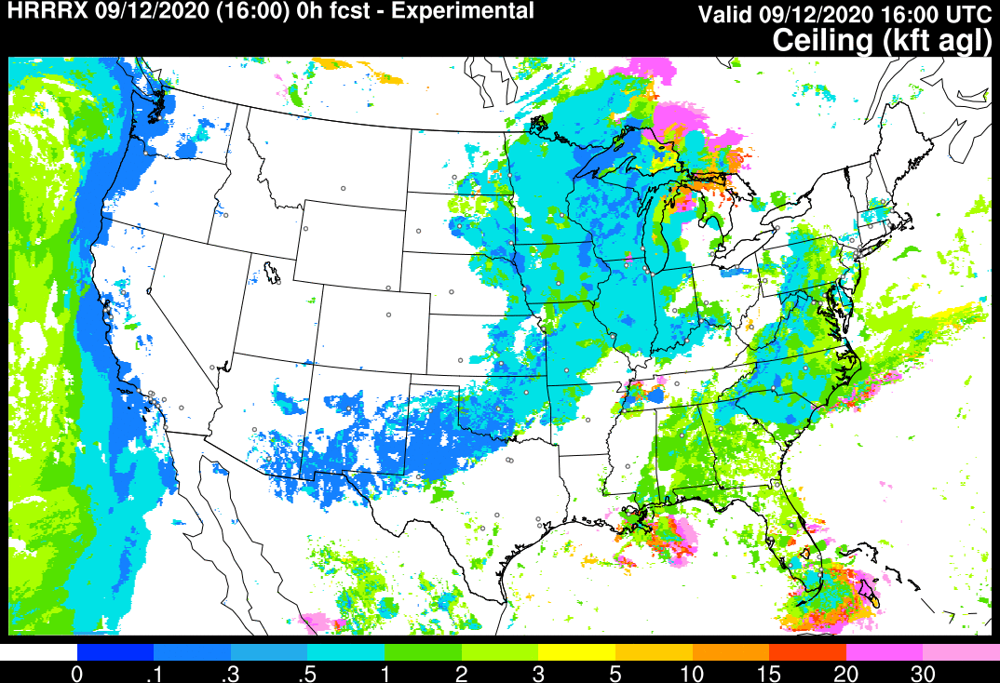 HRRRX 09/12/2020 (16:00) 0h fcst - Experimental
Valid 09/12/2020 16:00 UTC
Ceiling (kft agl)
0 .1 .3 .5 1 2 3 5 10 15 20 30